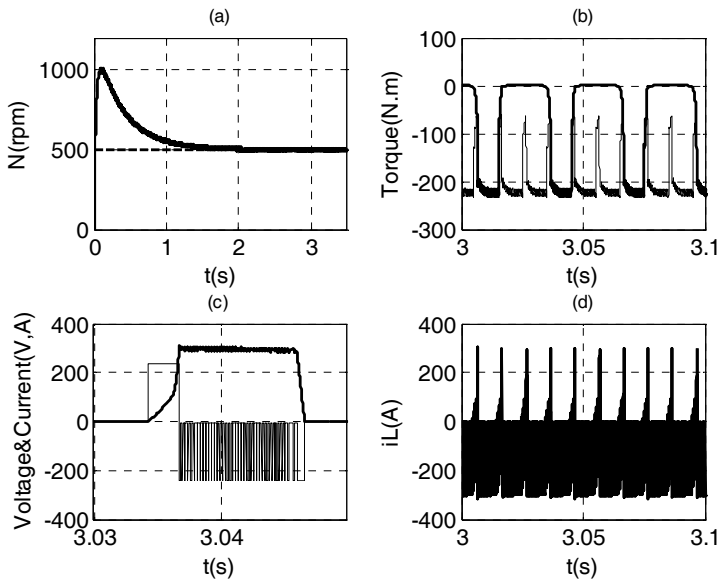 (a)
N(rpm)
1000
500
0
0 1 2 3
t(s)
(b)
Torque(N.m)
100
0
-100
-200
-300
3 3.05 3.1
t(s)
(c)
Voltage&Current(V,A)
400
200
0
-200
-400
3.03 3.04
t(s)
(d)
iL(A)
400
200
0
-200
-400
3 3.05 3.1
t(s)